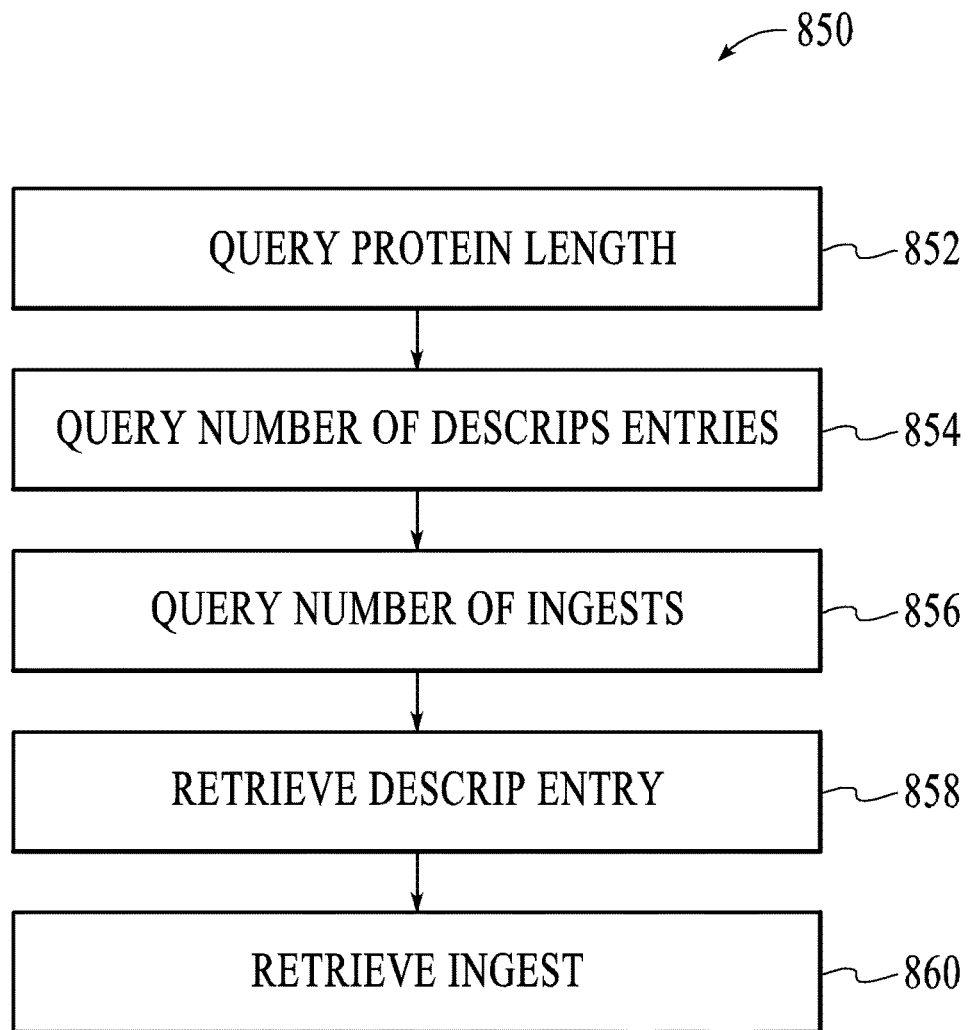 850
QUERY PROTEIN LENGTH
852
QUERY NUMBER OF DESCRIPS ENTRIES
854
QUERY NUMBER OF INGESTS
856
RETRIEVE DESCRIP ENTRY
858
RETRIEVE INGEST
860